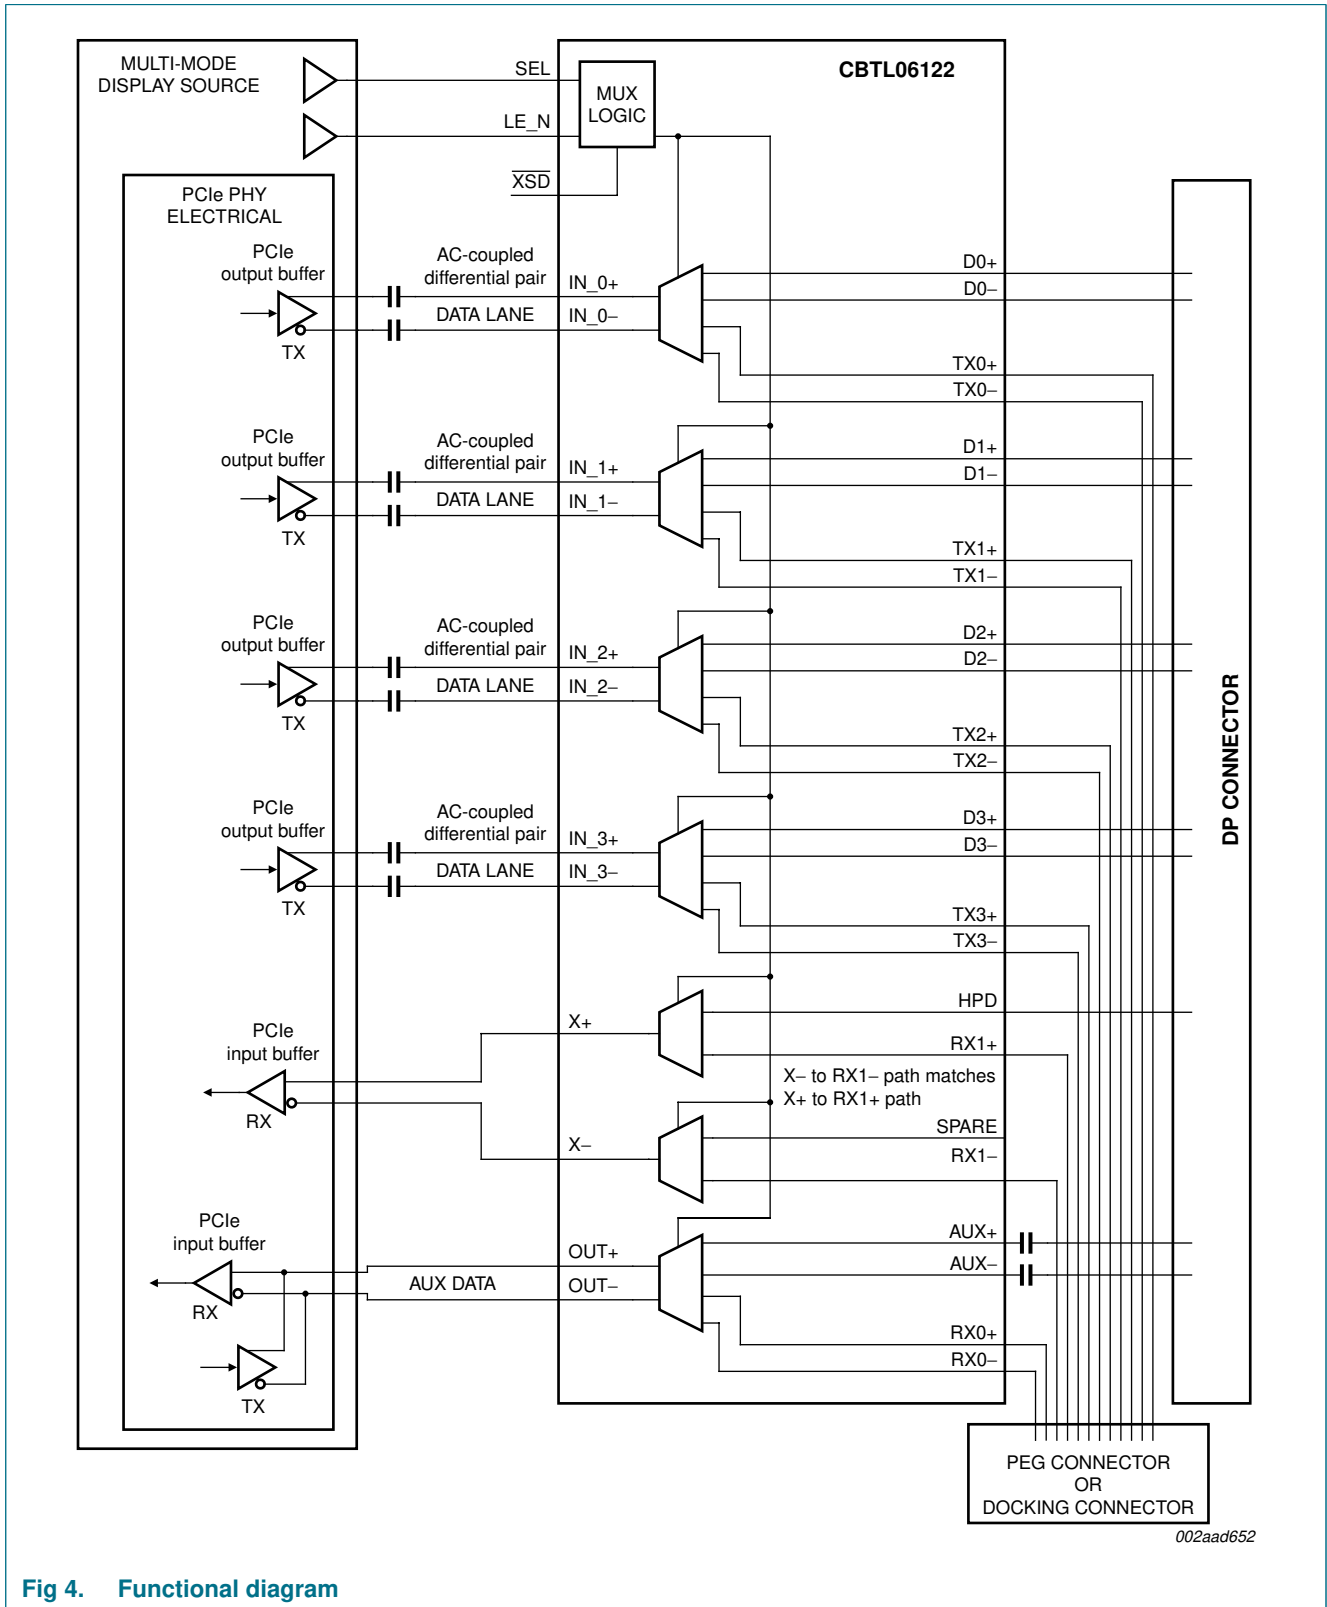 MULTI-MODE
DISPLAY SOURCE
SEL
LE_N
XSD
MUX
LOGIC
CBTL06122
PCIe PHY
ELECTRICAL
PCIe
output buffer
TX
AC-coupled
differential pair
DATA LANE
IN_0+
IN_0−
D0+
D0−
TX0+
TX0−
PCIe
output buffer
TX
AC-coupled
differential pair
DATA LANE
IN_1+
IN_1−
D1+
D1−
TX1+
TX1−
PCIe
output buffer
TX
AC-coupled
differential pair
DATA LANE
IN_2+
IN_2−
D2+
D2−
TX2+
TX2−
PCIe
output buffer
TX
AC-coupled
differential pair
DATA LANE
IN_3+
IN_3−
D3+
D3−
TX3+
TX3−
DP CONNECTOR
PCIe
input buffer
RX
X+
X−
HPD
RX1+
X− to RX1− path matches
X+ to RX1+ path
SPARE
RX1−
PCIe
input buffer
RX
TX
AUX DATA
OUT+
OUT−
AUX+
AUX−
RX0+
RX0−
PEG CONNECTOR
OR
DOCKING CONNECTOR
002aad652
Fig 4. Functional diagram